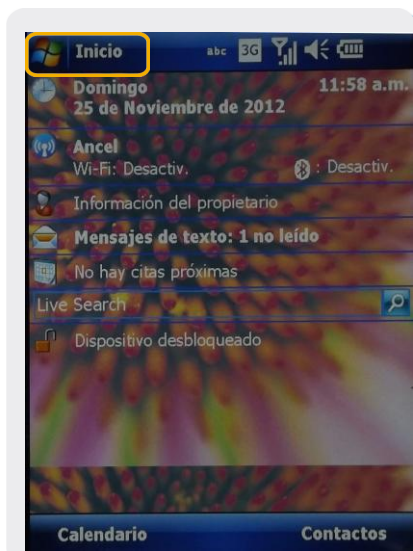 Inicio abc 3G
Domingo 11:58 a.m.
25 de Noviembre de 2012
Ancel
Wi-Fi: Desactiv. : Desactiv.
Información del propietario
Mensajes de texto: 1 no leído
No hay citas próximas
Live Search
Dispositivo desbloqueado
Calendario Contactos